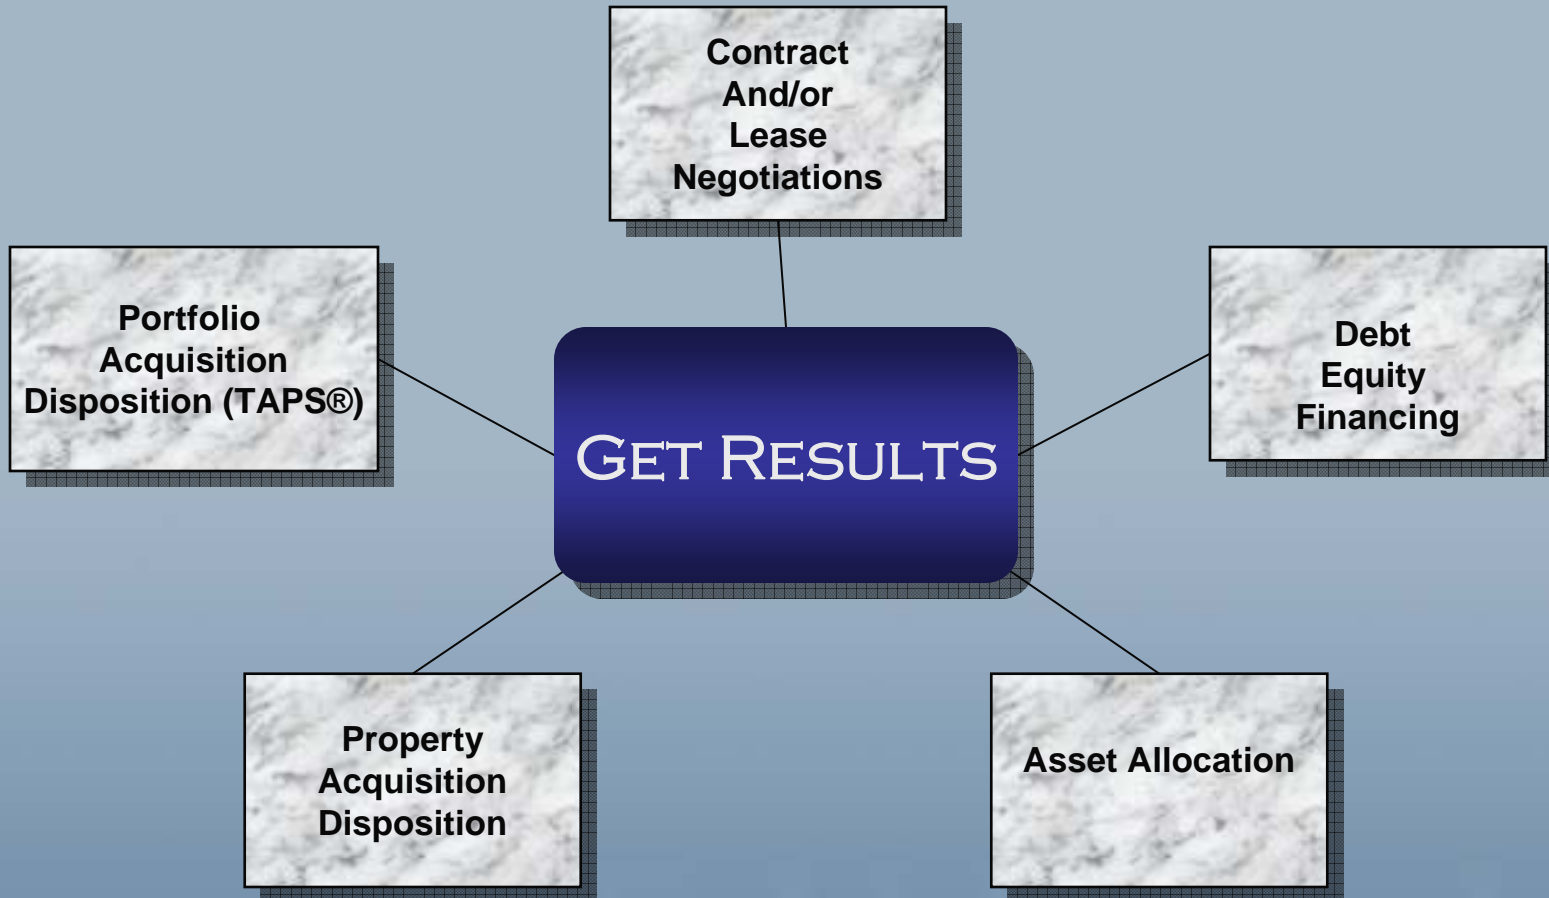 Contract
And/or
Lease
Negotiations
Portfolio
Acquisition
Disposition (TAPS®)
Debt
Equity
Financing
GET RESULTS
Property
Acquisition
Disposition
Asset Allocation